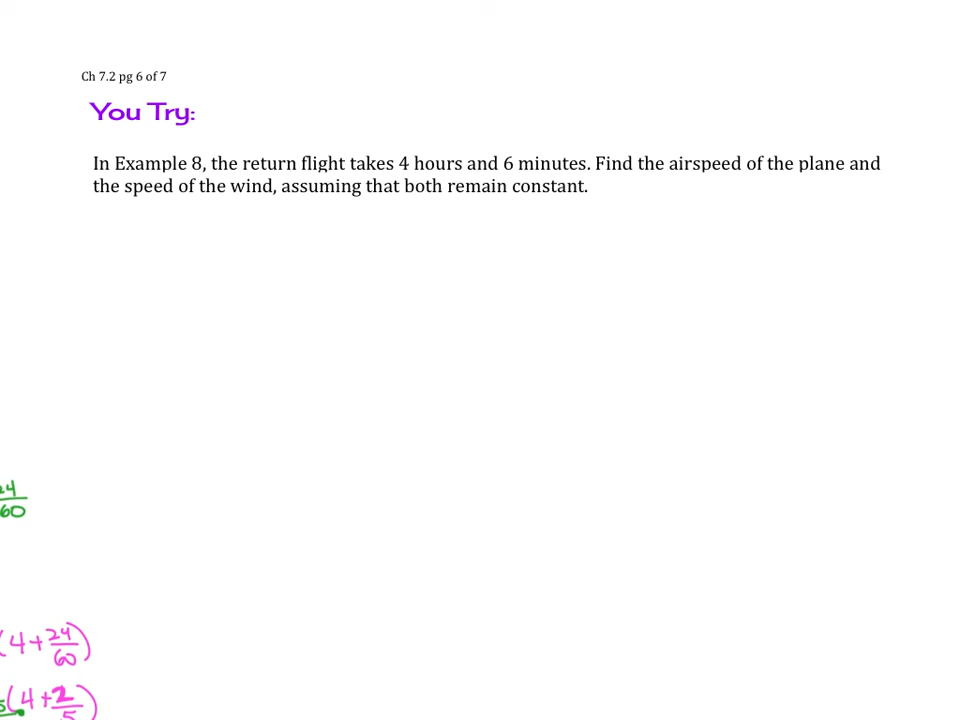 Ch 7.2 pg 6 of 7
You Try:
In Example 8, the return flight takes 4 hours and 6 minutes. Find the airspeed of the plane and
the speed of the wind, assuming that both remain constant.
24
60
(4+24/60)
5(4+2/5)